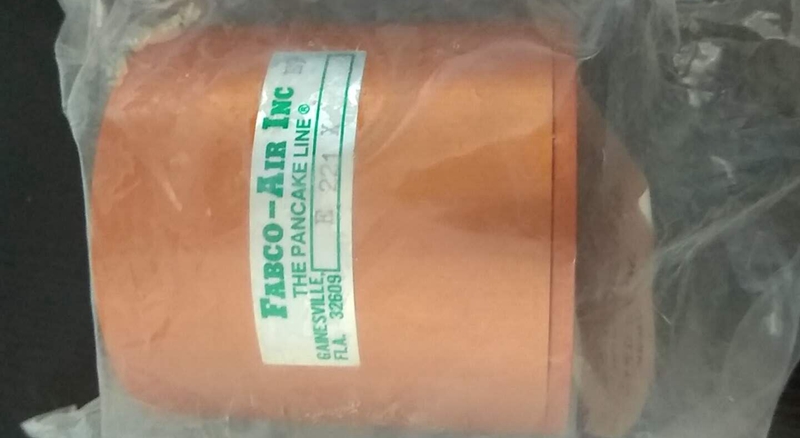 FABCO-AIR INC
THE PANCAKE LINE®
E 221 X
GAINESVILLE,
FLA. 32609